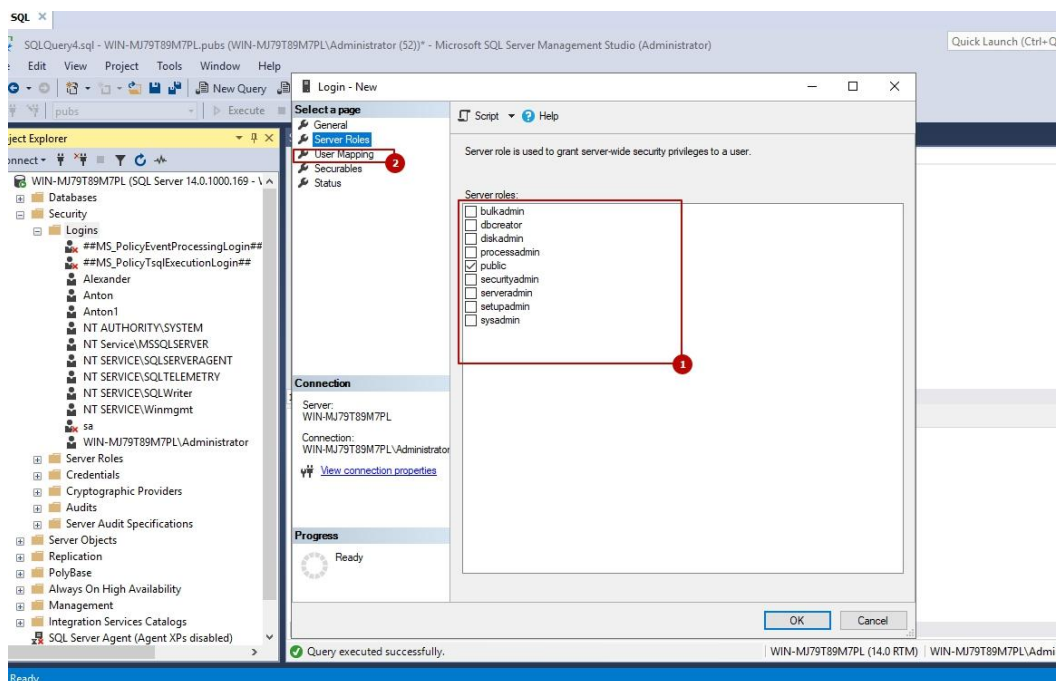 SQL ×
SQLQuery4.sql - WIN-MJ79T89M7PL.pubs (WIN-MJ79T89M7PL\Administrator (52))* - Microsoft SQL Server Management Studio (Administrator)
Quick Launch (Ctrl+Q
Edit View Project Tools Window Help
New Query
pubs
Execute
ject Explorer
onnect
WIN-MJ79T89M7PL (SQL Server 14.0.1000.169 - \
Databases
Security
Logins
##MS_PolicyEventProcessingLogin##
##MS_PolicyTsqlExecutionLogin##
Alexander
Anton
Anton1
NT AUTHORITY\SYSTEM
NT Service\MSSQLSERVER
NT SERVICE\SQLSERVERAGENT
NT SERVICE\SQLTELEMETRY
NT SERVICE\SQLWriter
NT SERVICE\Winmgmt
sa
WIN-MJ79T89M7PL\Administrator
Server Roles
Credentials
Cryptographic Providers
Audits
Server Audit Specifications
Server Objects
Replication
PolyBase
Always On High Availability
Management
Integration Services Catalogs
SQL Server Agent (Agent XPs disabled)
Login - New
Select a page
General
Server Roles
User Mapping
2
Securables
Status
Connection
Server:
WIN-MJ79T89M7PL
Connection:
WIN-MJ79T89M7PL\Administrator
View connection properties
Progress
Ready
Script Help
Server role is used to grant server-wide security privileges to a user.
Server roles:
bulkadmin
dbcreator
diskadmin
processadmin
public
securityadmin
serveradmin
setupadmin
sysadmin
1
OK Cancel
Query executed successfully.
WIN-MJ79T89M7PL (14.0 RTM) WIN-MJ79T89M7PL\Admi
Ready